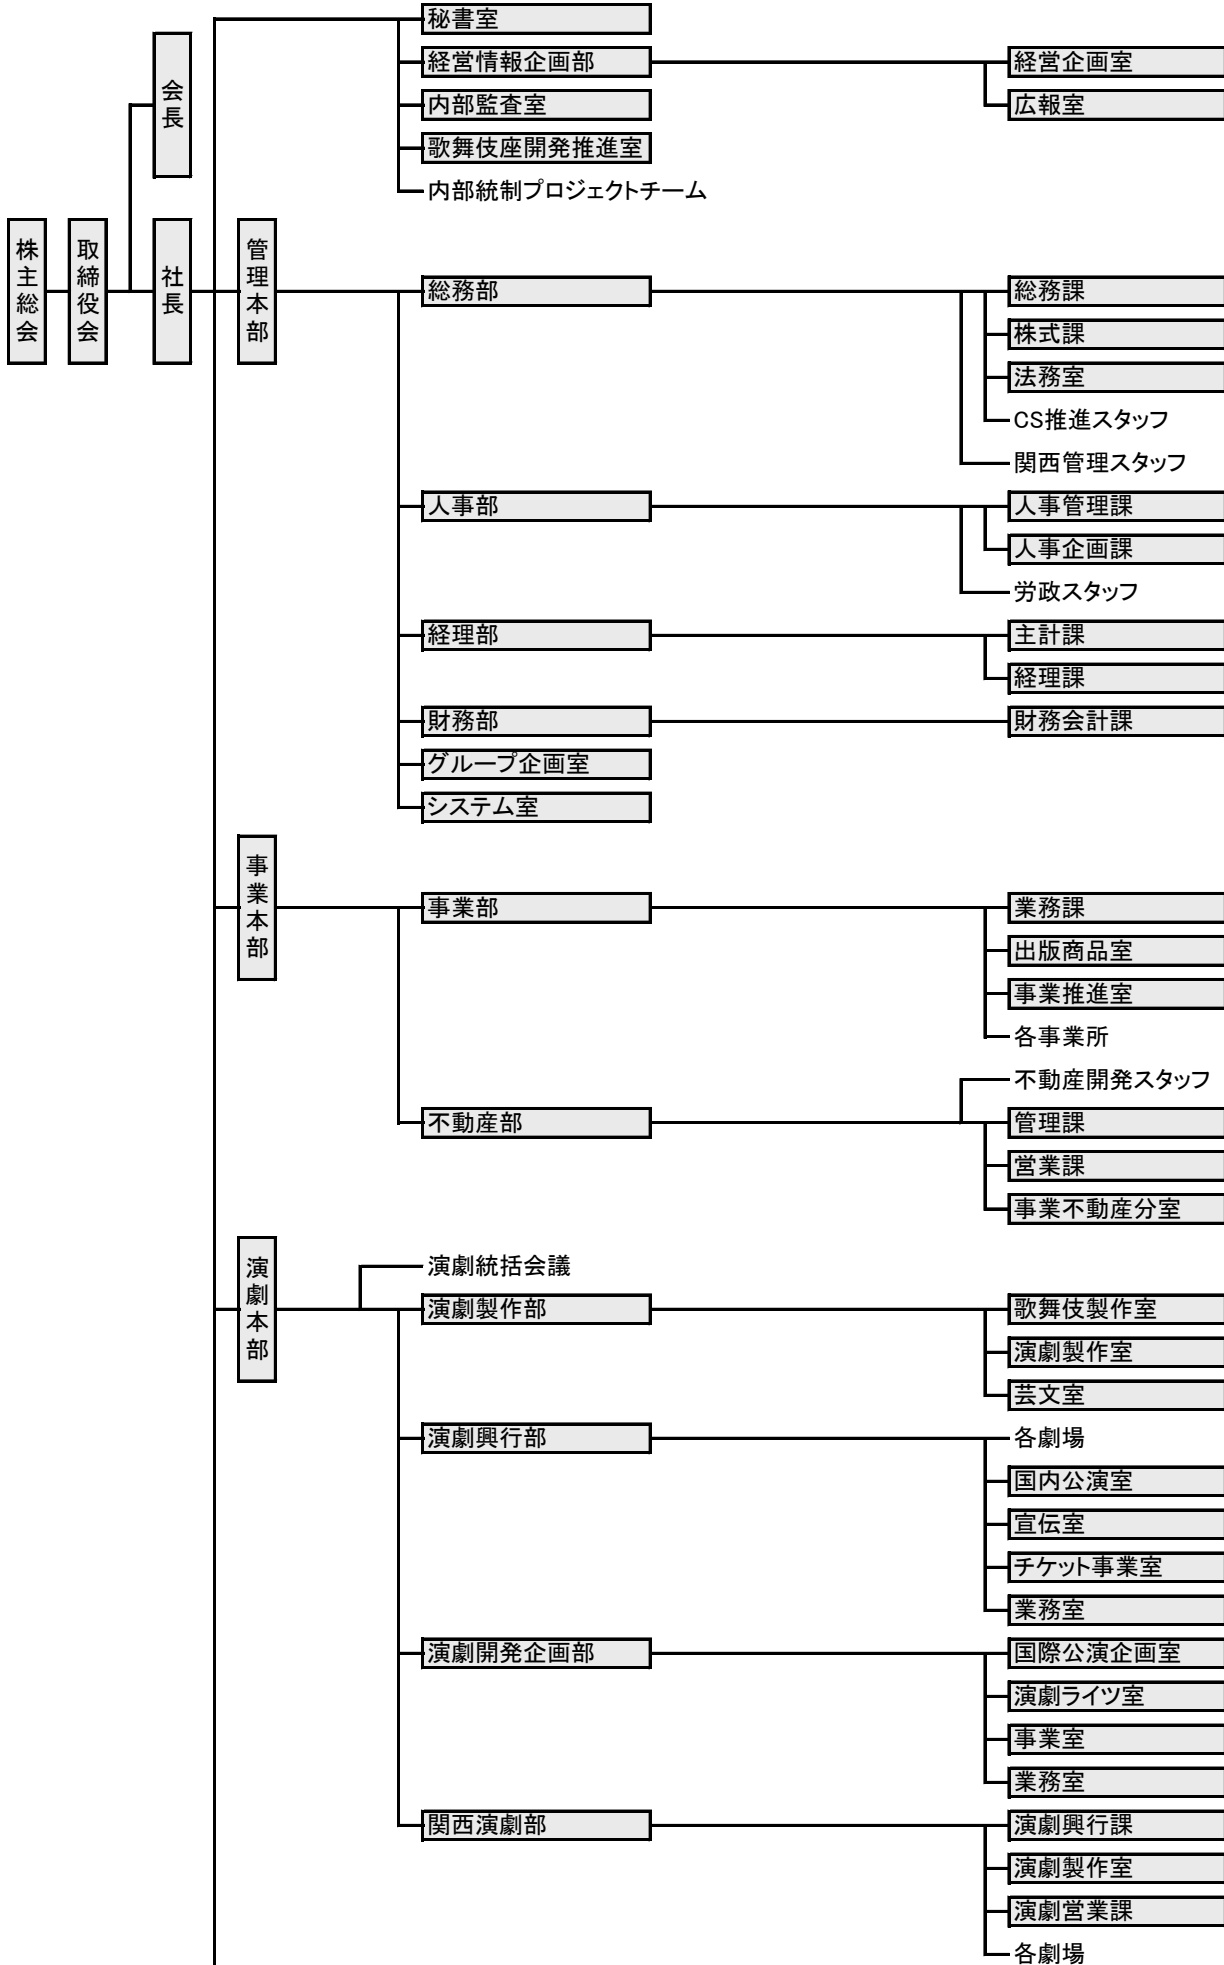 秘書室
経営情報企画部
経営企画室
会長
内部監査室
広報室
歌舞伎座開発推進室
内部統制プロジェクトチーム
株主総会
取締役会
社長
管理本部
総務部
総務課
株式課
法務室
CS推進スタッフ
関西管理スタッフ
人事部
人事管理課
人事企画課
労政スタッフ
経理部
主計課
経理課
財務部
財務会計課
グループ企画室
システム室
事業本部
事業部
業務課
出版商品室
事業推進室
各事業所
不動産開発スタッフ
不動産部
管理課
営業課
事業不動産分室
演劇本部
演劇統括会議
演劇製作部
歌舞伎製作室
演劇製作室
芸文室
演劇興行部
各劇場
国内公演室
宣伝室
チケット事業室
業務室
演劇開発企画部
国際公演企画室
演劇ライツ室
事業室
業務室
関西演劇部
演劇興行課
演劇製作室
演劇営業課
各劇場